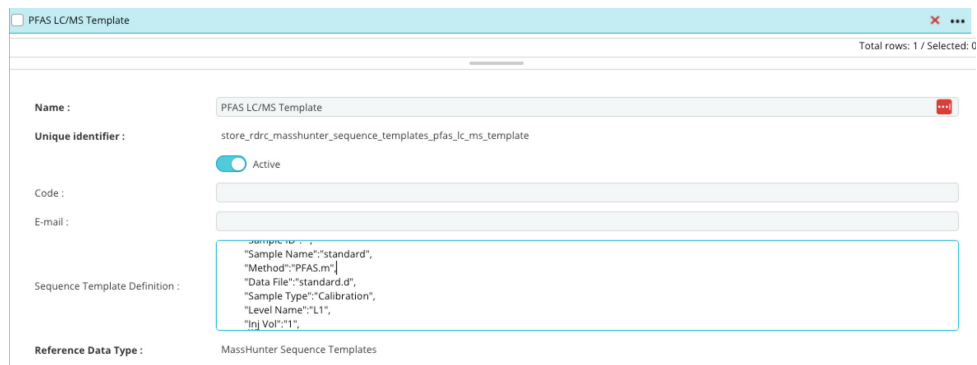 PFAS LC/MS Template
Total rows: 1 / Selected: 0
Name : PFAS LC/MS Template
Unique identifier : store_rdrc_masshunter_sequence_templates_pfas_lc_ms_template
Active
Code :
E-mail :
"Sample ID":"",
"Sample Name":"standard",
"Method":"PFAS.m",
"Data File":"standard.d",
Sequence Template Definition : "Sample Type":"Calibration",
"Level Name":"L1",
"Inj Vol":"1",
Reference Data Type : MassHunter Sequence Templates